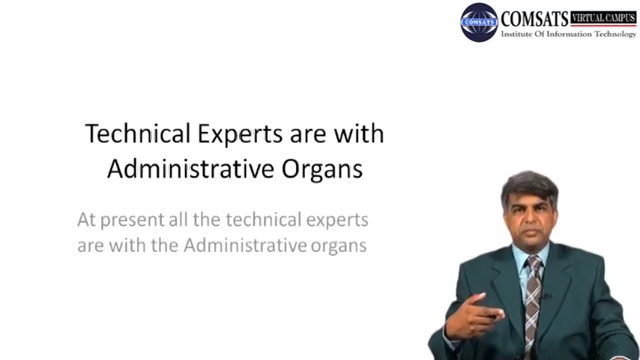 COMSATS VIRTUAL CAMPUS
Institute Of Information Technology
COMSATS
Technical Experts are with
Administrative Organs
At present all the technical experts
are with the Administrative organs